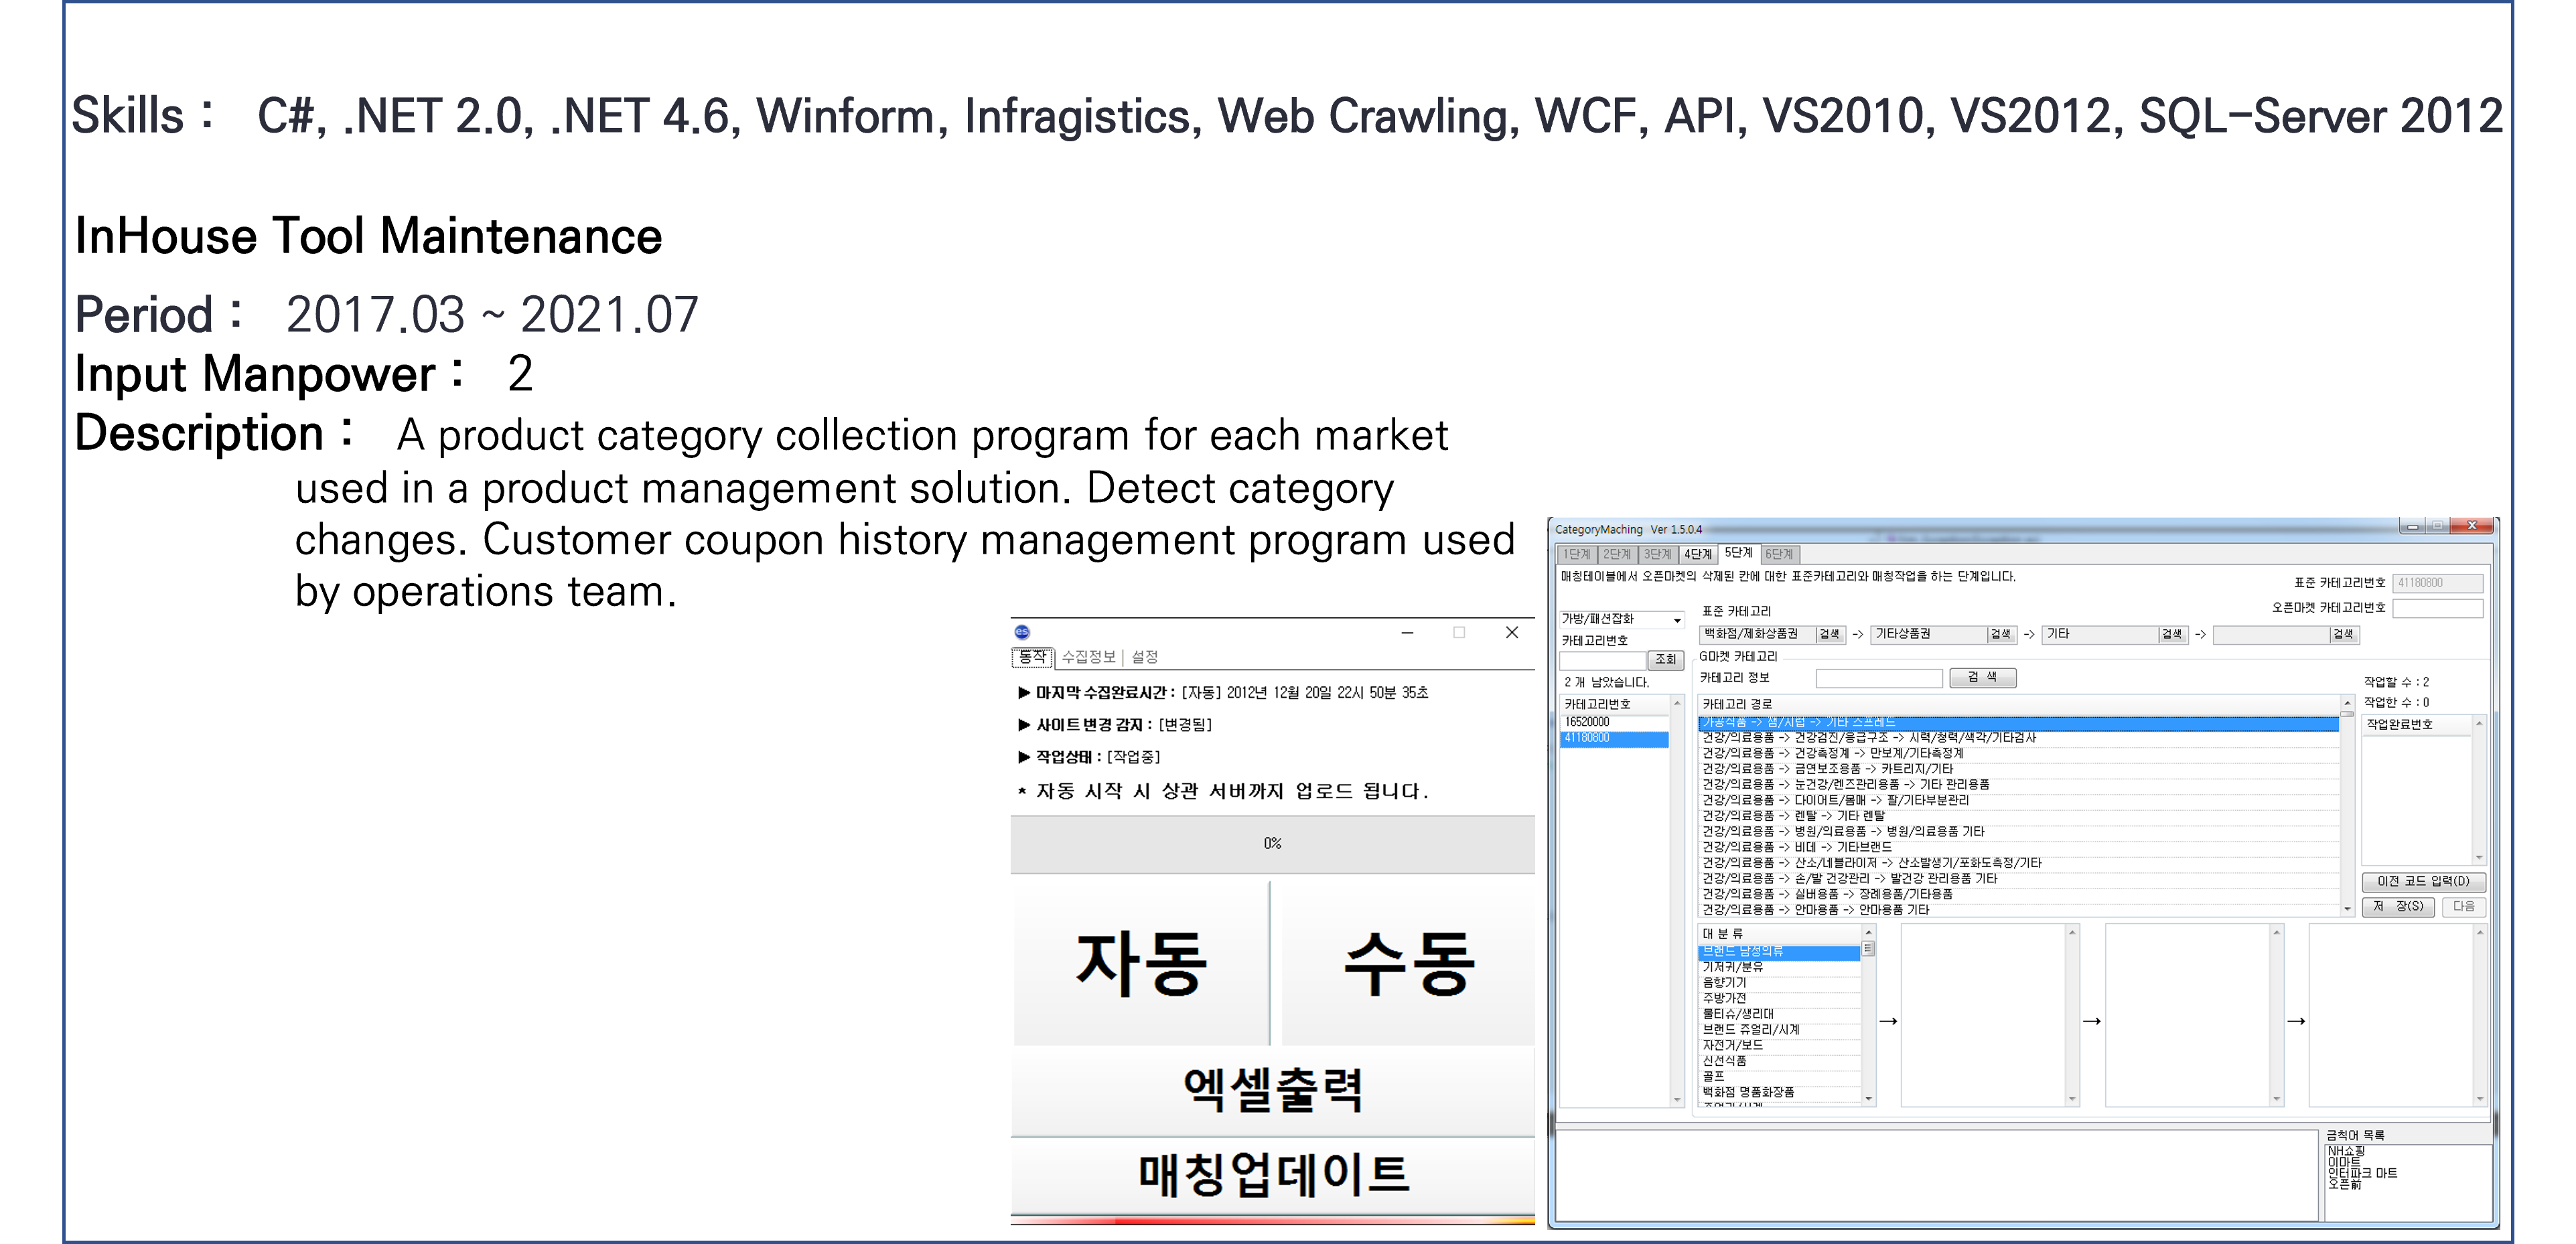 Skills : C#, .NET 2.0, .NET 4.6, Winform, Infragistics, Web Crawling, WCF, API, VS2010, VS2012, SQL-Server 2012
InHouse Tool Maintenance
Period : 2017.03 ~ 2021.07
Input Manpower : 2
Description : A product category collection program for each market
used in a product management solution. Detect category
changes. Customer coupon history management program used
by operations team.
es
동작 수집정보 설정
▶ 마지막 수집완료시간 : [자동] 2012년 12월 20일 22시 50분 35초
▶ 사이트 변경 감지 : [변경됨]
▶ 작업상태 : [작업중]
* 자동 시작 시 상관 서버까지 업로드 됩니다.
0%
자동 수동
엑셀출력
매칭업데이트
CategoryMaching Ver 1.5.0.4
1단계 2단계 3단계 4단계 5단계 6단계
매칭테이블에서 오픈마켓의 삭제된 칸에 대한 표준카테고리와 매칭작업을 하는 단계입니다.
표준 카테고리번호 41180800
오픈마켓 카테고리번호
가방/패션잡화
표준 카테고리
카테고리번호
백화점/제화상품권 검색 -> 기타상품권 검색 -> 기타 검색 -> 검색
조회
G마켓 카테고리
2 개 남았습니다.
카테고리 정보 검 색
작업할 수 : 2
작업한 수 : 0
카테고리번호
16520000
41180800
카테고리 경로
가공식품 -> 잼/시럽 -> 기타 스프레드
건강/의료용품 -> 건강검진/응급구조 -> 시력/청력/색각/기타검사
건강/의료용품 -> 건강측정계 -> 만보계/기타측정계
건강/의료용품 -> 금연보조용품 -> 카트리지/기타
건강/의료용품 -> 눈건강/렌즈관리용품 -> 기타 관리용품
건강/의료용품 -> 다이어트/몸매 -> 팔/기타부분관리
건강/의료용품 -> 렌탈 -> 기타 렌탈
건강/의료용품 -> 병원/의료용품 -> 병원/의료용품 기타
건강/의료용품 -> 비데 -> 기타브랜드
건강/의료용품 -> 산소/네블라이저 -> 산소발생기/포화도측정/기타
건강/의료용품 -> 손/발 건강관리 -> 발건강 관리용품 기타
건강/의료용품 -> 실버용품 -> 장례용품/기타용품
건강/의료용품 -> 안마용품 -> 안마용품 기타
작업완료번호
이전 코드 입력(D)
저 장(S) 다음
대 분 류
브랜드 남성의류
기저귀/분유
음향기기
주방가전
물티슈/생리대
브랜드 쥬얼리/시계
자전거/보드
신선식품
골프
백화점 명품화장품
→ → →
금칙어 목록
NH쇼핑
이마트
인터파크 마트
오픈前